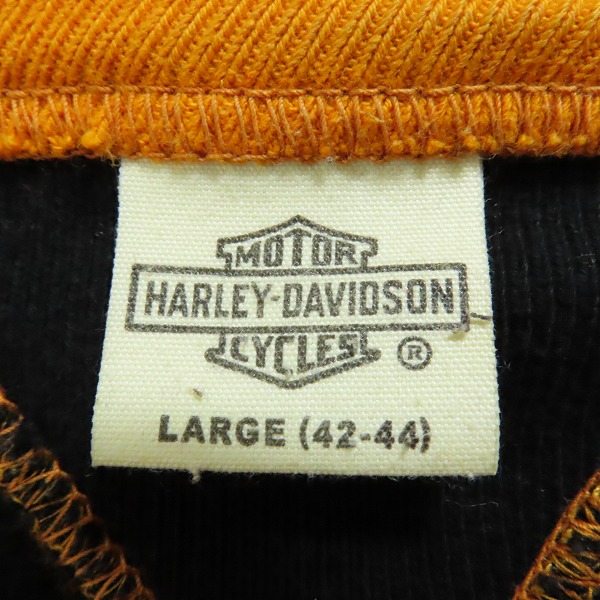 MOTOR
HARLEY-DAVIDSON
CYCLES ®
LARGE (42-44)